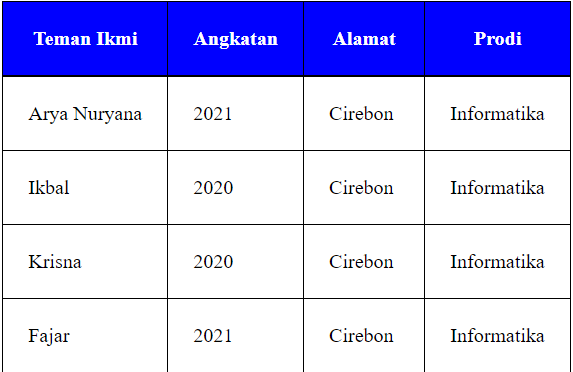 Teman Ikmi Angkatan Alamat Prodi
Arya Nuryana 2021 Cirebon Informatika
Ikbal 2020 Cirebon Informatika
Krisna 2020 Cirebon Informatika
Fajar 2021 Cirebon Informatika